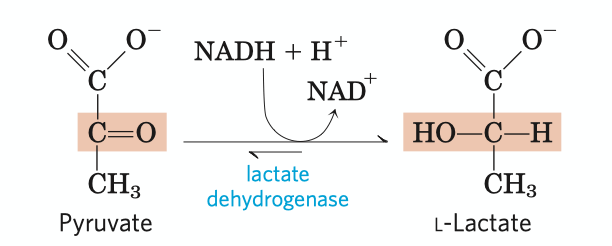 O O⁻
C
C=O
CH₃
Pyruvate
NADH + H⁺
NAD⁺
lactate
dehydrogenase
O O⁻
C
HO—C—H
CH₃
L-Lactate